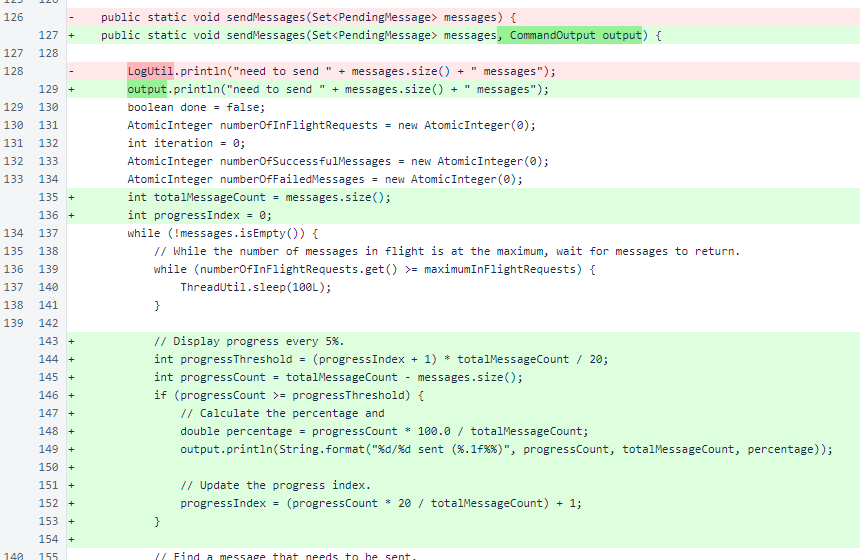 126 - public static void sendMessages(Set<PendingMessage> messages) {
127 + public static void sendMessages(Set<PendingMessage> messages, CommandOutput output) {
127 128
128 - LogUtil.println("need to send " + messages.size() + " messages");
129 + output.println("need to send " + messages.size() + " messages");
129 130 boolean done = false;
130 131 AtomicInteger numberOfInFlightRequests = new AtomicInteger(0);
131 132 int iteration = 0;
132 133 AtomicInteger numberOfSuccessfulMessages = new AtomicInteger(0);
133 134 AtomicInteger numberOfFailedMessages = new AtomicInteger(0);
135 + int totalMessageCount = messages.size();
136 + int progressIndex = 0;
134 137 while (!messages.isEmpty()) {
135 138 // While the number of messages in flight is at the maximum, wait for messages to return.
136 139 while (numberOfInFlightRequests.get() >= maximumInFlightRequests) {
137 140 ThreadUtil.sleep(100L);
138 141 }
139 142
143 + // Display progress every 5%.
144 + int progressThreshold = (progressIndex + 1) * totalMessageCount / 20;
145 + int progressCount = totalMessageCount - messages.size();
146 + if (progressCount >= progressThreshold) {
147 + // Calculate the percentage and
148 + double percentage = progressCount * 100.0 / totalMessageCount;
149 + output.println(String.format("%d/%d sent (%.1f%%)", progressCount, totalMessageCount, percentage));
150 +
151 + // Update the progress index.
152 + progressIndex = (progressCount * 20 / totalMessageCount) + 1;
153 + }
154 +
140 155 // Find a message that needs to be sent.